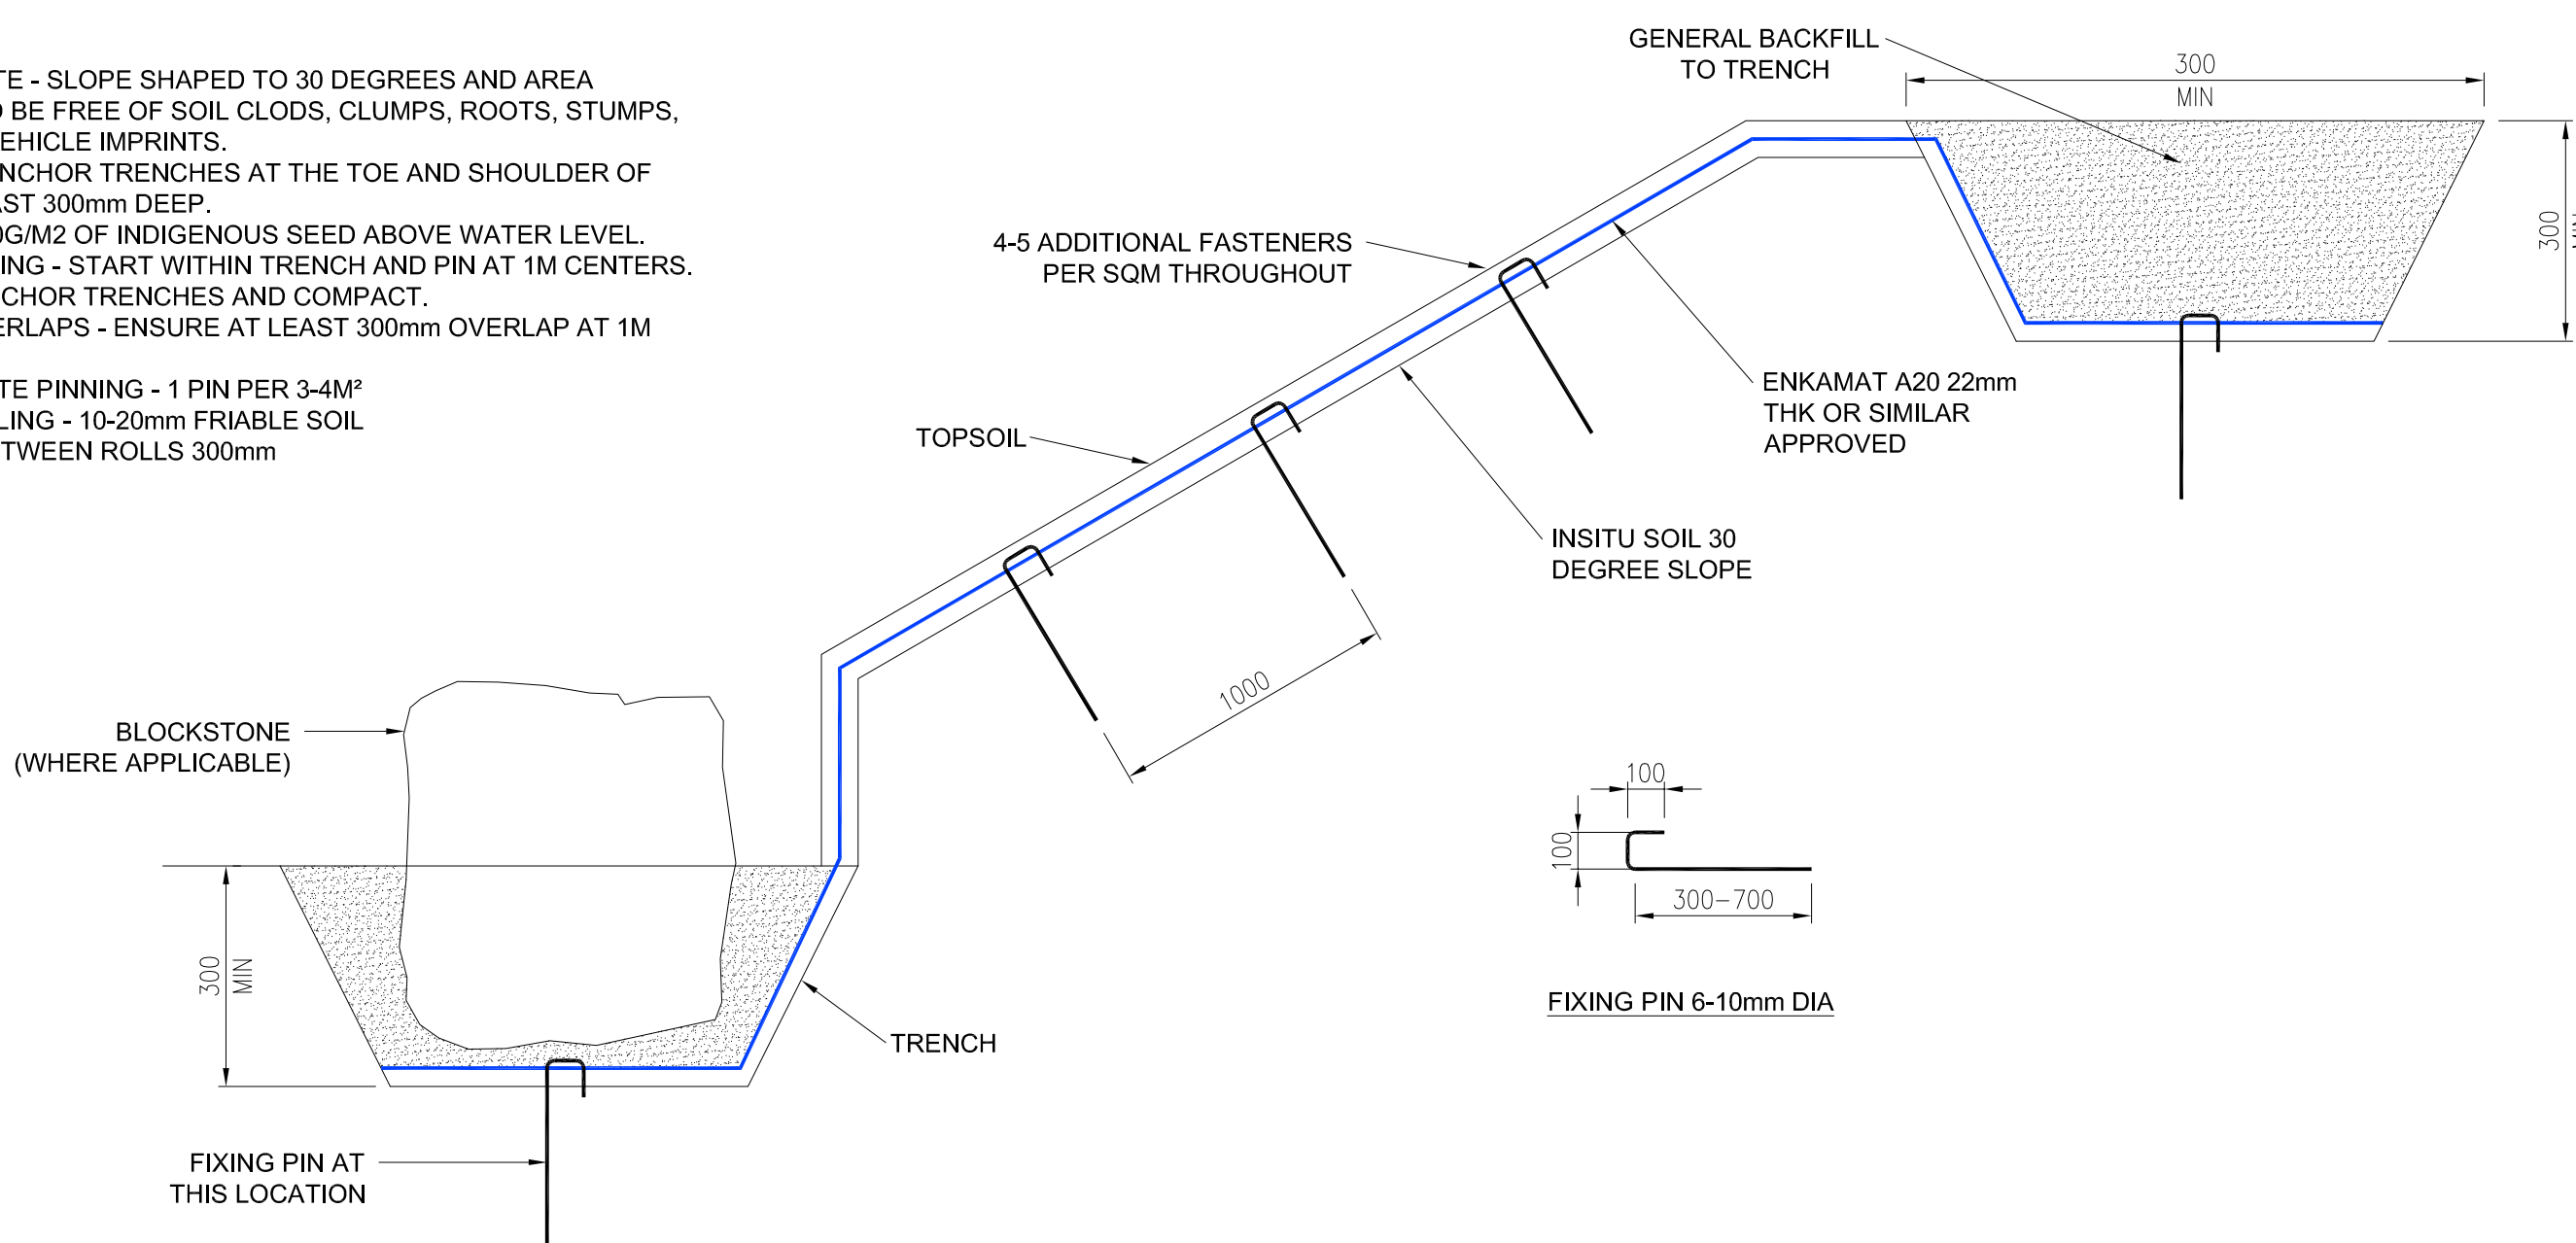 TE - SLOPE SHAPED TO 30 DEGREES AND AREA
BE FREE OF SOIL CLODS, CLUMPS, ROOTS, STUMPS,
EHICLE IMPRINTS.
NCHOR TRENCHES AT THE TOE AND SHOULDER OF
AST 300mm DEEP.
0G/M2 OF INDIGENOUS SEED ABOVE WATER LEVEL.
ING - START WITHIN TRENCH AND PIN AT 1M CENTERS.
CHOR TRENCHES AND COMPACT.
ERLAPS - ENSURE AT LEAST 300mm OVERLAP AT 1M
TE PINNING - 1 PIN PER 3-4M²
LING - 10-20mm FRIABLE SOIL
TWEEN ROLLS 300mm
GENERAL BACKFILL
TO TRENCH
300
MIN
300
4-5 ADDITIONAL FASTENERS
PER SQM THROUGHOUT
TOPSOIL
ENKAMAT A20 22mm
THK OR SIMILAR
APPROVED
INSITU SOIL 30
DEGREE SLOPE
1000
BLOCKSTONE
(WHERE APPLICABLE)
300
MIN
TRENCH
FIXING PIN AT
THIS LOCATION
100
100
300-700
FIXING PIN 6-10mm DIA